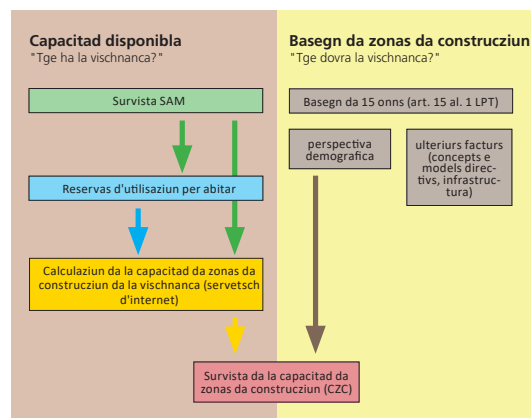 Capacitad disponibla
"Tge ha la vischnanca?"
Survista SAM
Reservas d'utilisaziun per abitar
Calculaziun da la capacitad da zonas da
construcziun da la vischnanca (servetsch
d'internet)
Basegn da zonas da construcziun
"Tge dovra la vischnanca?"
Basegn da 15 onns (art. 15 al. 1 LPT)
perspectiva
demografica
ulteriurs facturs
(concepts e
models direc-
tivs, infrastruc-
tura)
Survista da la capacitad da
zonas da construcziun (CZC)